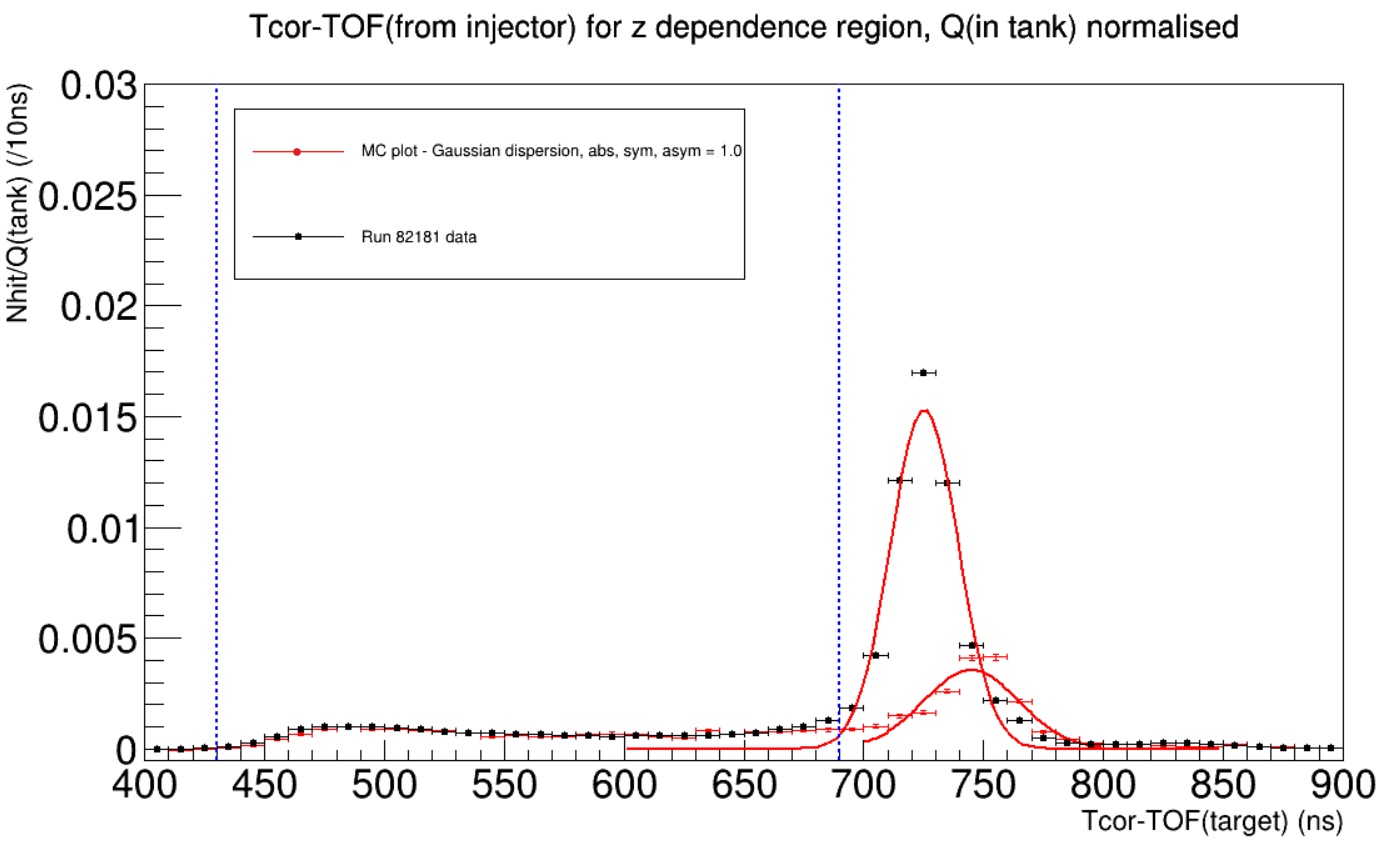 Tcor-TOF(from injector) for z dependence region, Q(in tank) normalised
Nhit/Q(tank) (/10ns)
0.03
0.025
0.02
0.015
0.01
0.005
0
MC plot - Gaussian dispersion, abs, sym, asym = 1.0
Run 82181 data
400 450 500 550 600 650 700 750 800 850 900
Tcor-TOF(target) (ns)